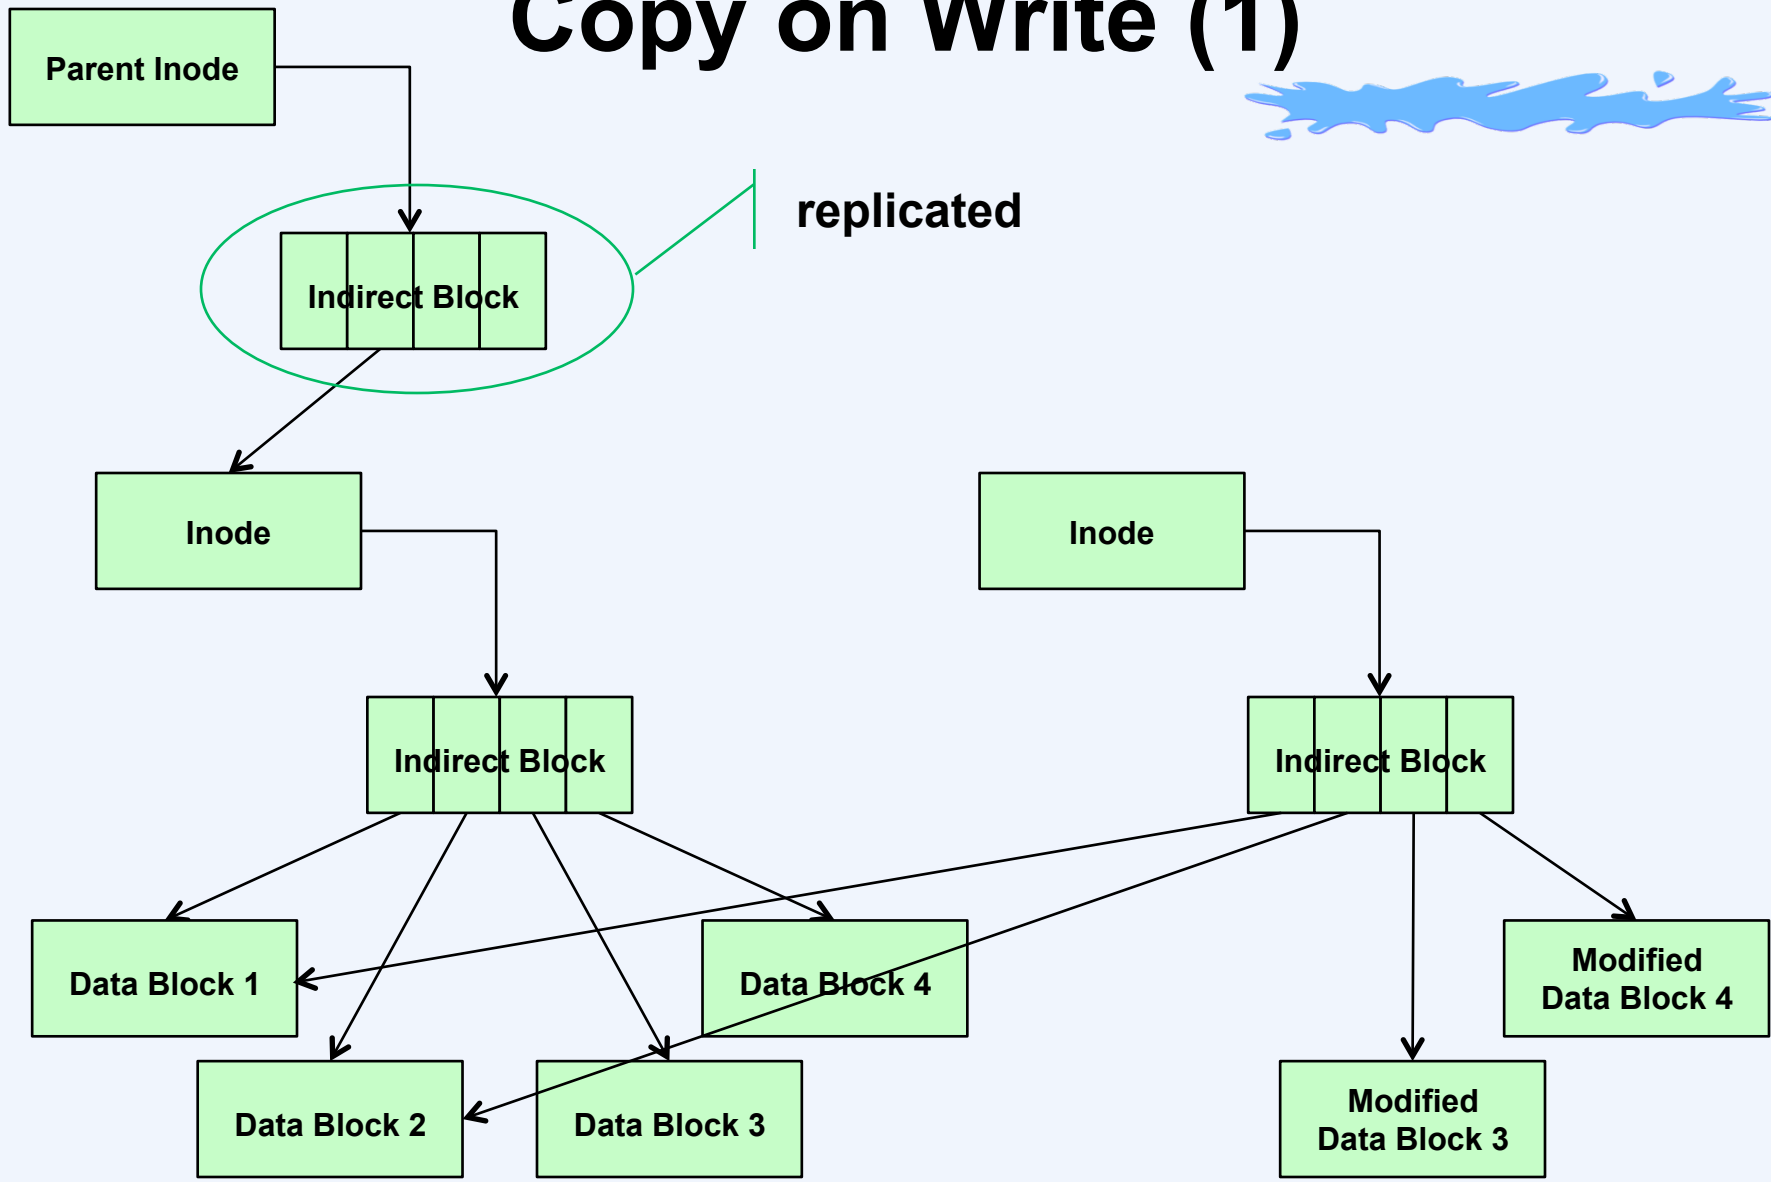 Copy on Write (1)
Parent Inode
replicated
Indirect Block
Inode
Inode
Indirect Block
Indirect Block
Data Block 1
Data Block 4
Modified
Data Block 4
Data Block 2
Data Block 3
Modified
Data Block 3